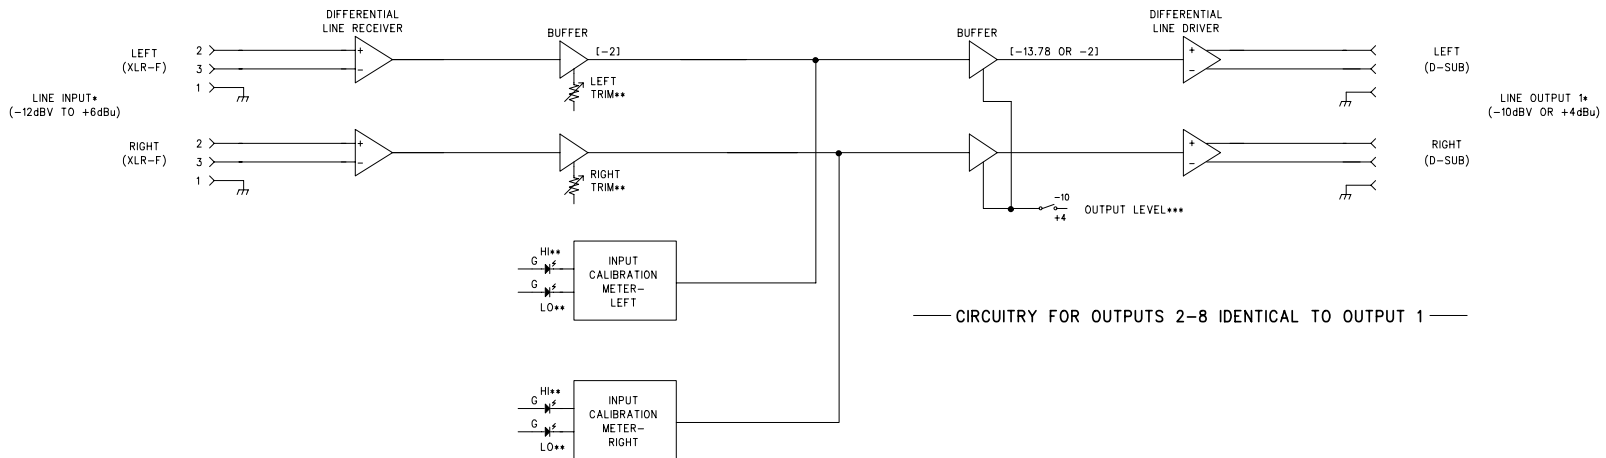 DIFFERENTIAL
LINE RECEIVER
BUFFER
[-2]
BUFFER
[-13.78 OR -2]
DIFFERENTIAL
LINE DRIVER
LEFT
(XLR-F)
2
3
1
+
-
LEFT
TRIM**
+
-
LEFT
(D-SUB)
LINE INPUT*
(-12dBV TO +6dBu)
LINE OUTPUT 1*
(-10dBV OR +4dBu)
RIGHT
(XLR-F)
2
3
1
+
-
RIGHT
TRIM**
+
-
RIGHT
(D-SUB)
-10
+4
OUTPUT LEVEL***
HI**
G
G
LO**
INPUT
CALIBRATION
METER-
LEFT
CIRCUITRY FOR OUTPUTS 2-8 IDENTICAL TO OUTPUT 1
HI**
G
G
LO**
INPUT
CALIBRATION
METER-
RIGHT